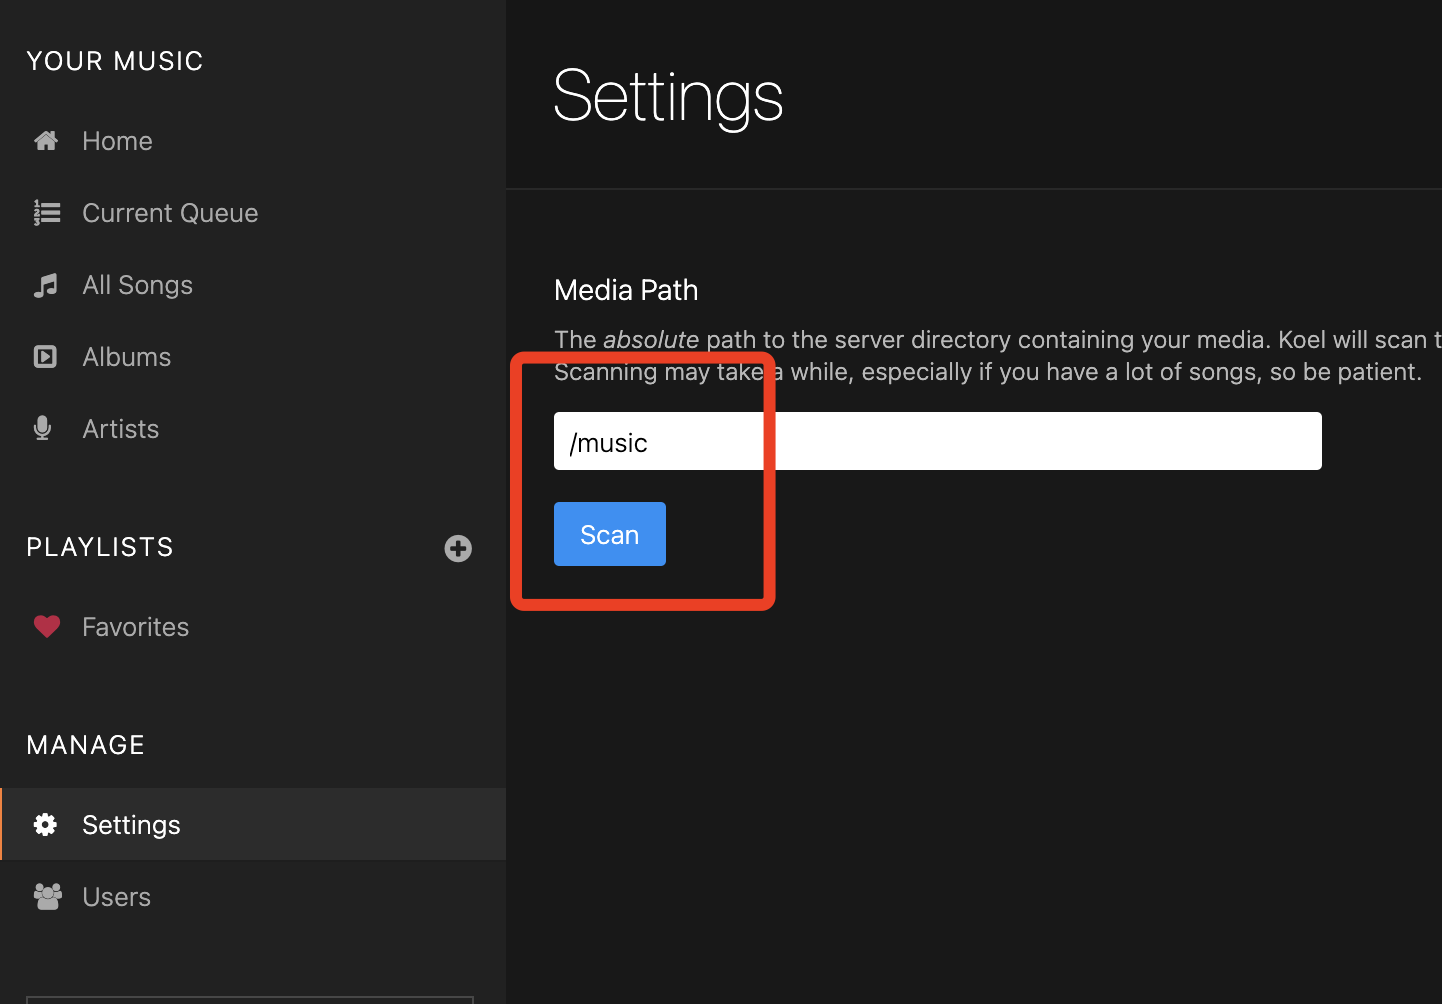 YOUR MUSIC
Home
Current Queue
All Songs
Albums
Artists
PLAYLISTS
Favorites
MANAGE
Settings
Users
Settings
Media Path
The absolute path to the server directory containing your media. Koel will scan t
Scanning may take a while, especially if you have a lot of songs, so be patient.
/music
Scan